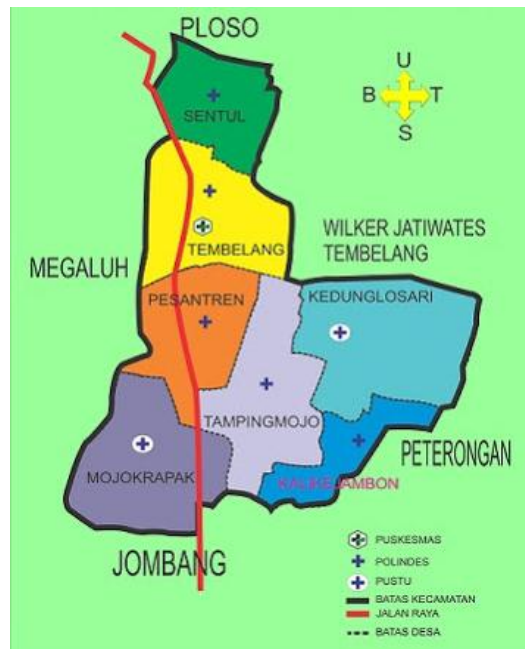 PLOSO
U
B T
S
SENTUL
TEMBELANG
WILKER JATIWATES
TEMBELANG
MEGALUH
PESANTREN
KEDUNGLOSARI
TAMPINGMOJO
PETERONGAN
MOJOKRAPAK
KALIKEJAMBON
JOMBANG
PUSKESMAS
POLINDES
PUSTU
BATAS KECAMATAN
JALAN RAYA
BATAS DESA